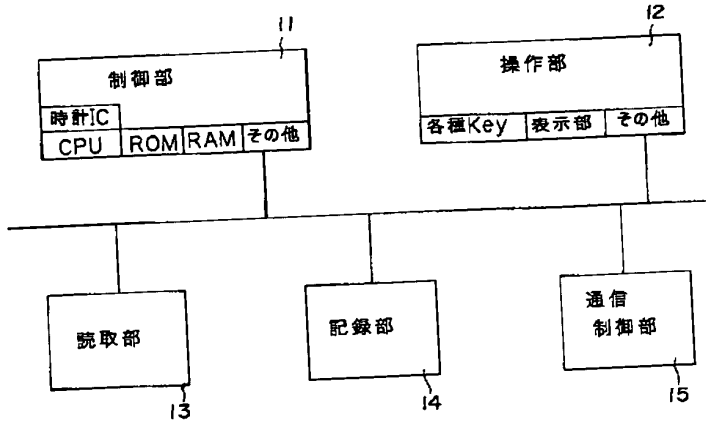 11
制御部
時計IC
CPU ROM RAM その他
12
操作部
各種Key 表示部 その他
読取部
13
記録部
14
通信
制御部
15